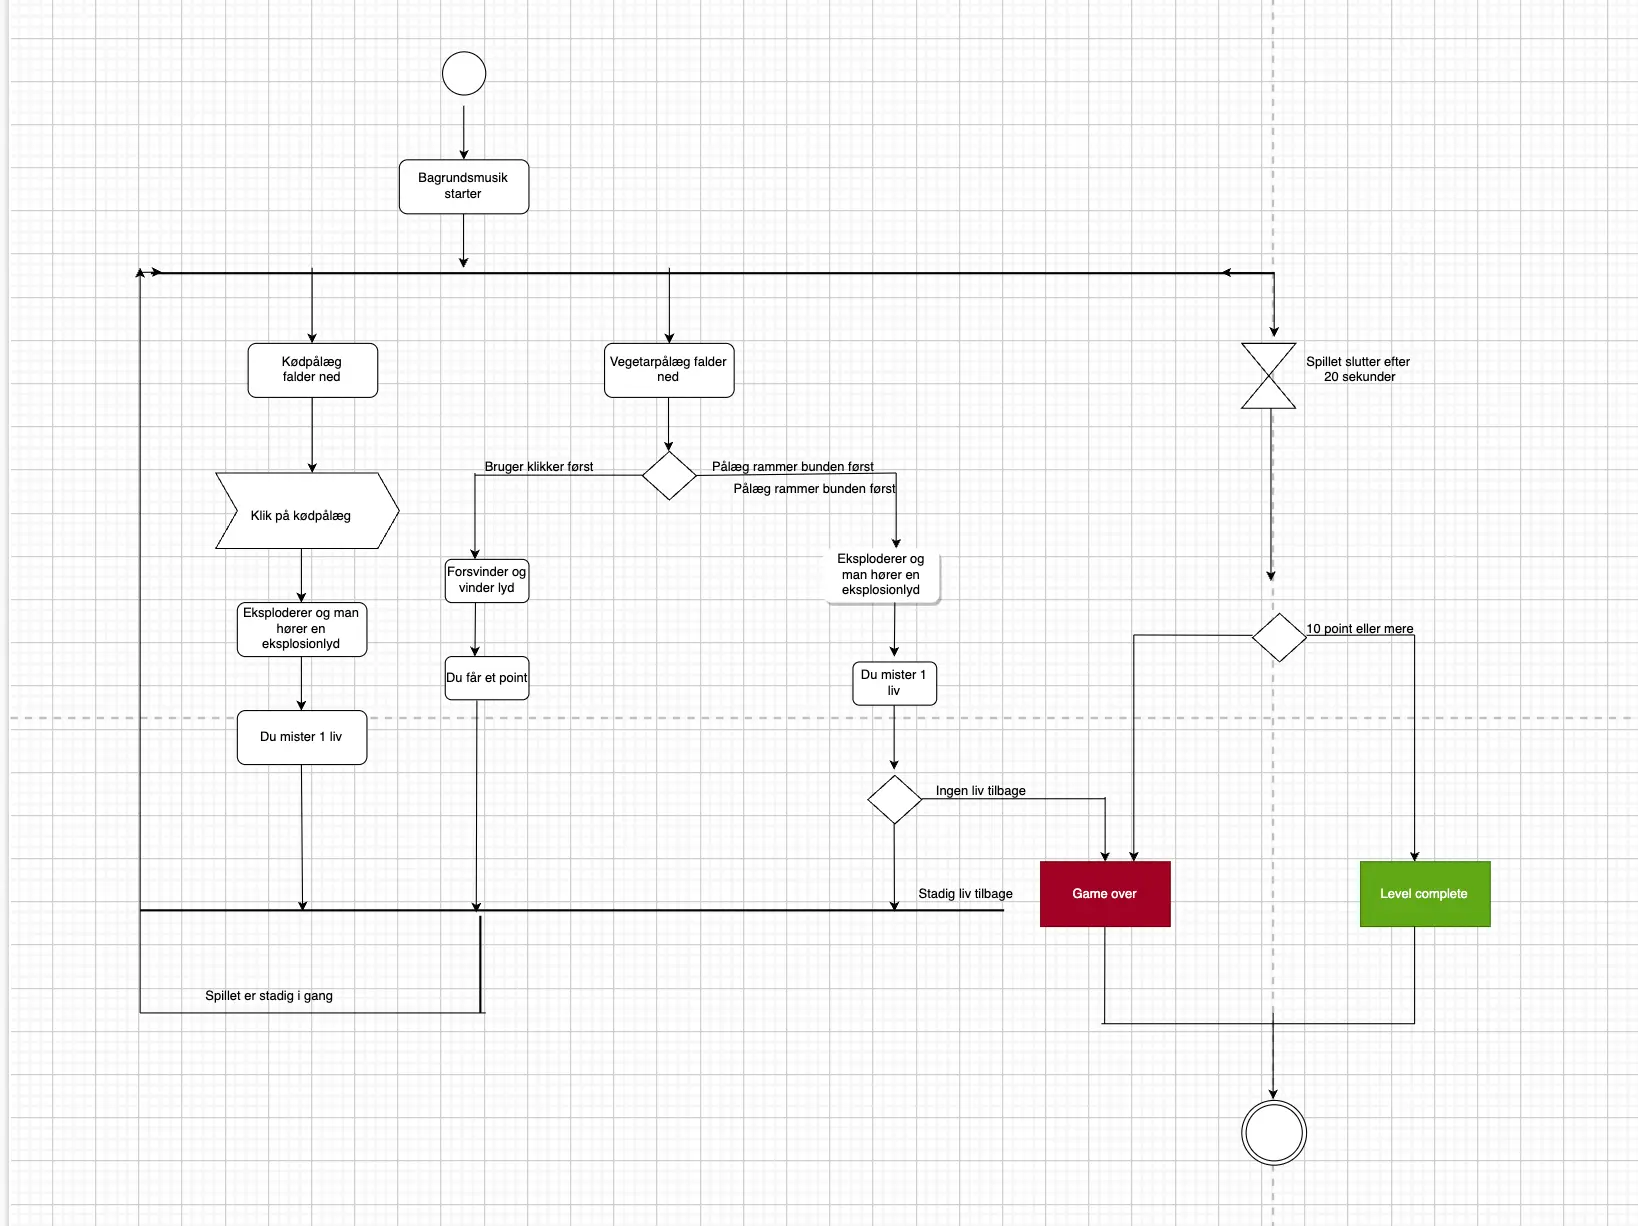 Bagrundsmusik
starter
Kødpålæg
falder ned
Vegetarpålæg falder
ned
Spillet slutter efter
20 sekunder
Bruger klikker først
Pålæg rammer bunden først
Pålæg rammer bunden først
Klik på kødpålæg
Forsvinder og
vinder lyd
Eksploderer og
man hører en
eksplosionlyd
Eksploderer og man
hører en
eksplosionlyd
10 point eller mere
Du får et point
Du mister 1
liv
Du mister 1 liv
Ingen liv tilbage
Stadig liv tilbage
Game over
Level complete
Spillet er stadig i gang